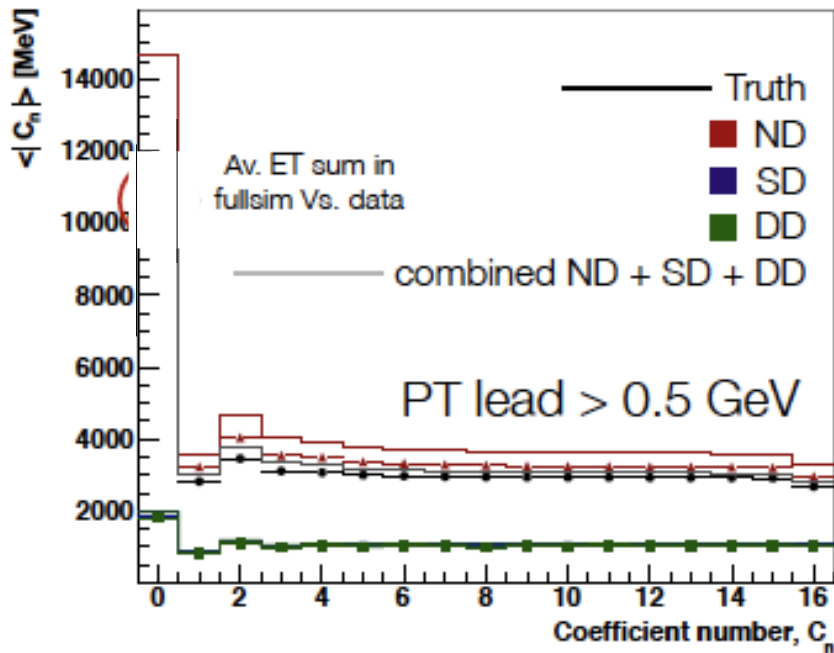 <| C_n | > [MeV]
14000
12000
10000
8000
6000
4000
2000
Truth
ND
SD
DD
Av. ET sum in
fullsim Vs. data
combined ND + SD + DD
PT lead > 0.5 GeV
0 2 4 6 8 10 12 14 16
Coefficient number, C_n